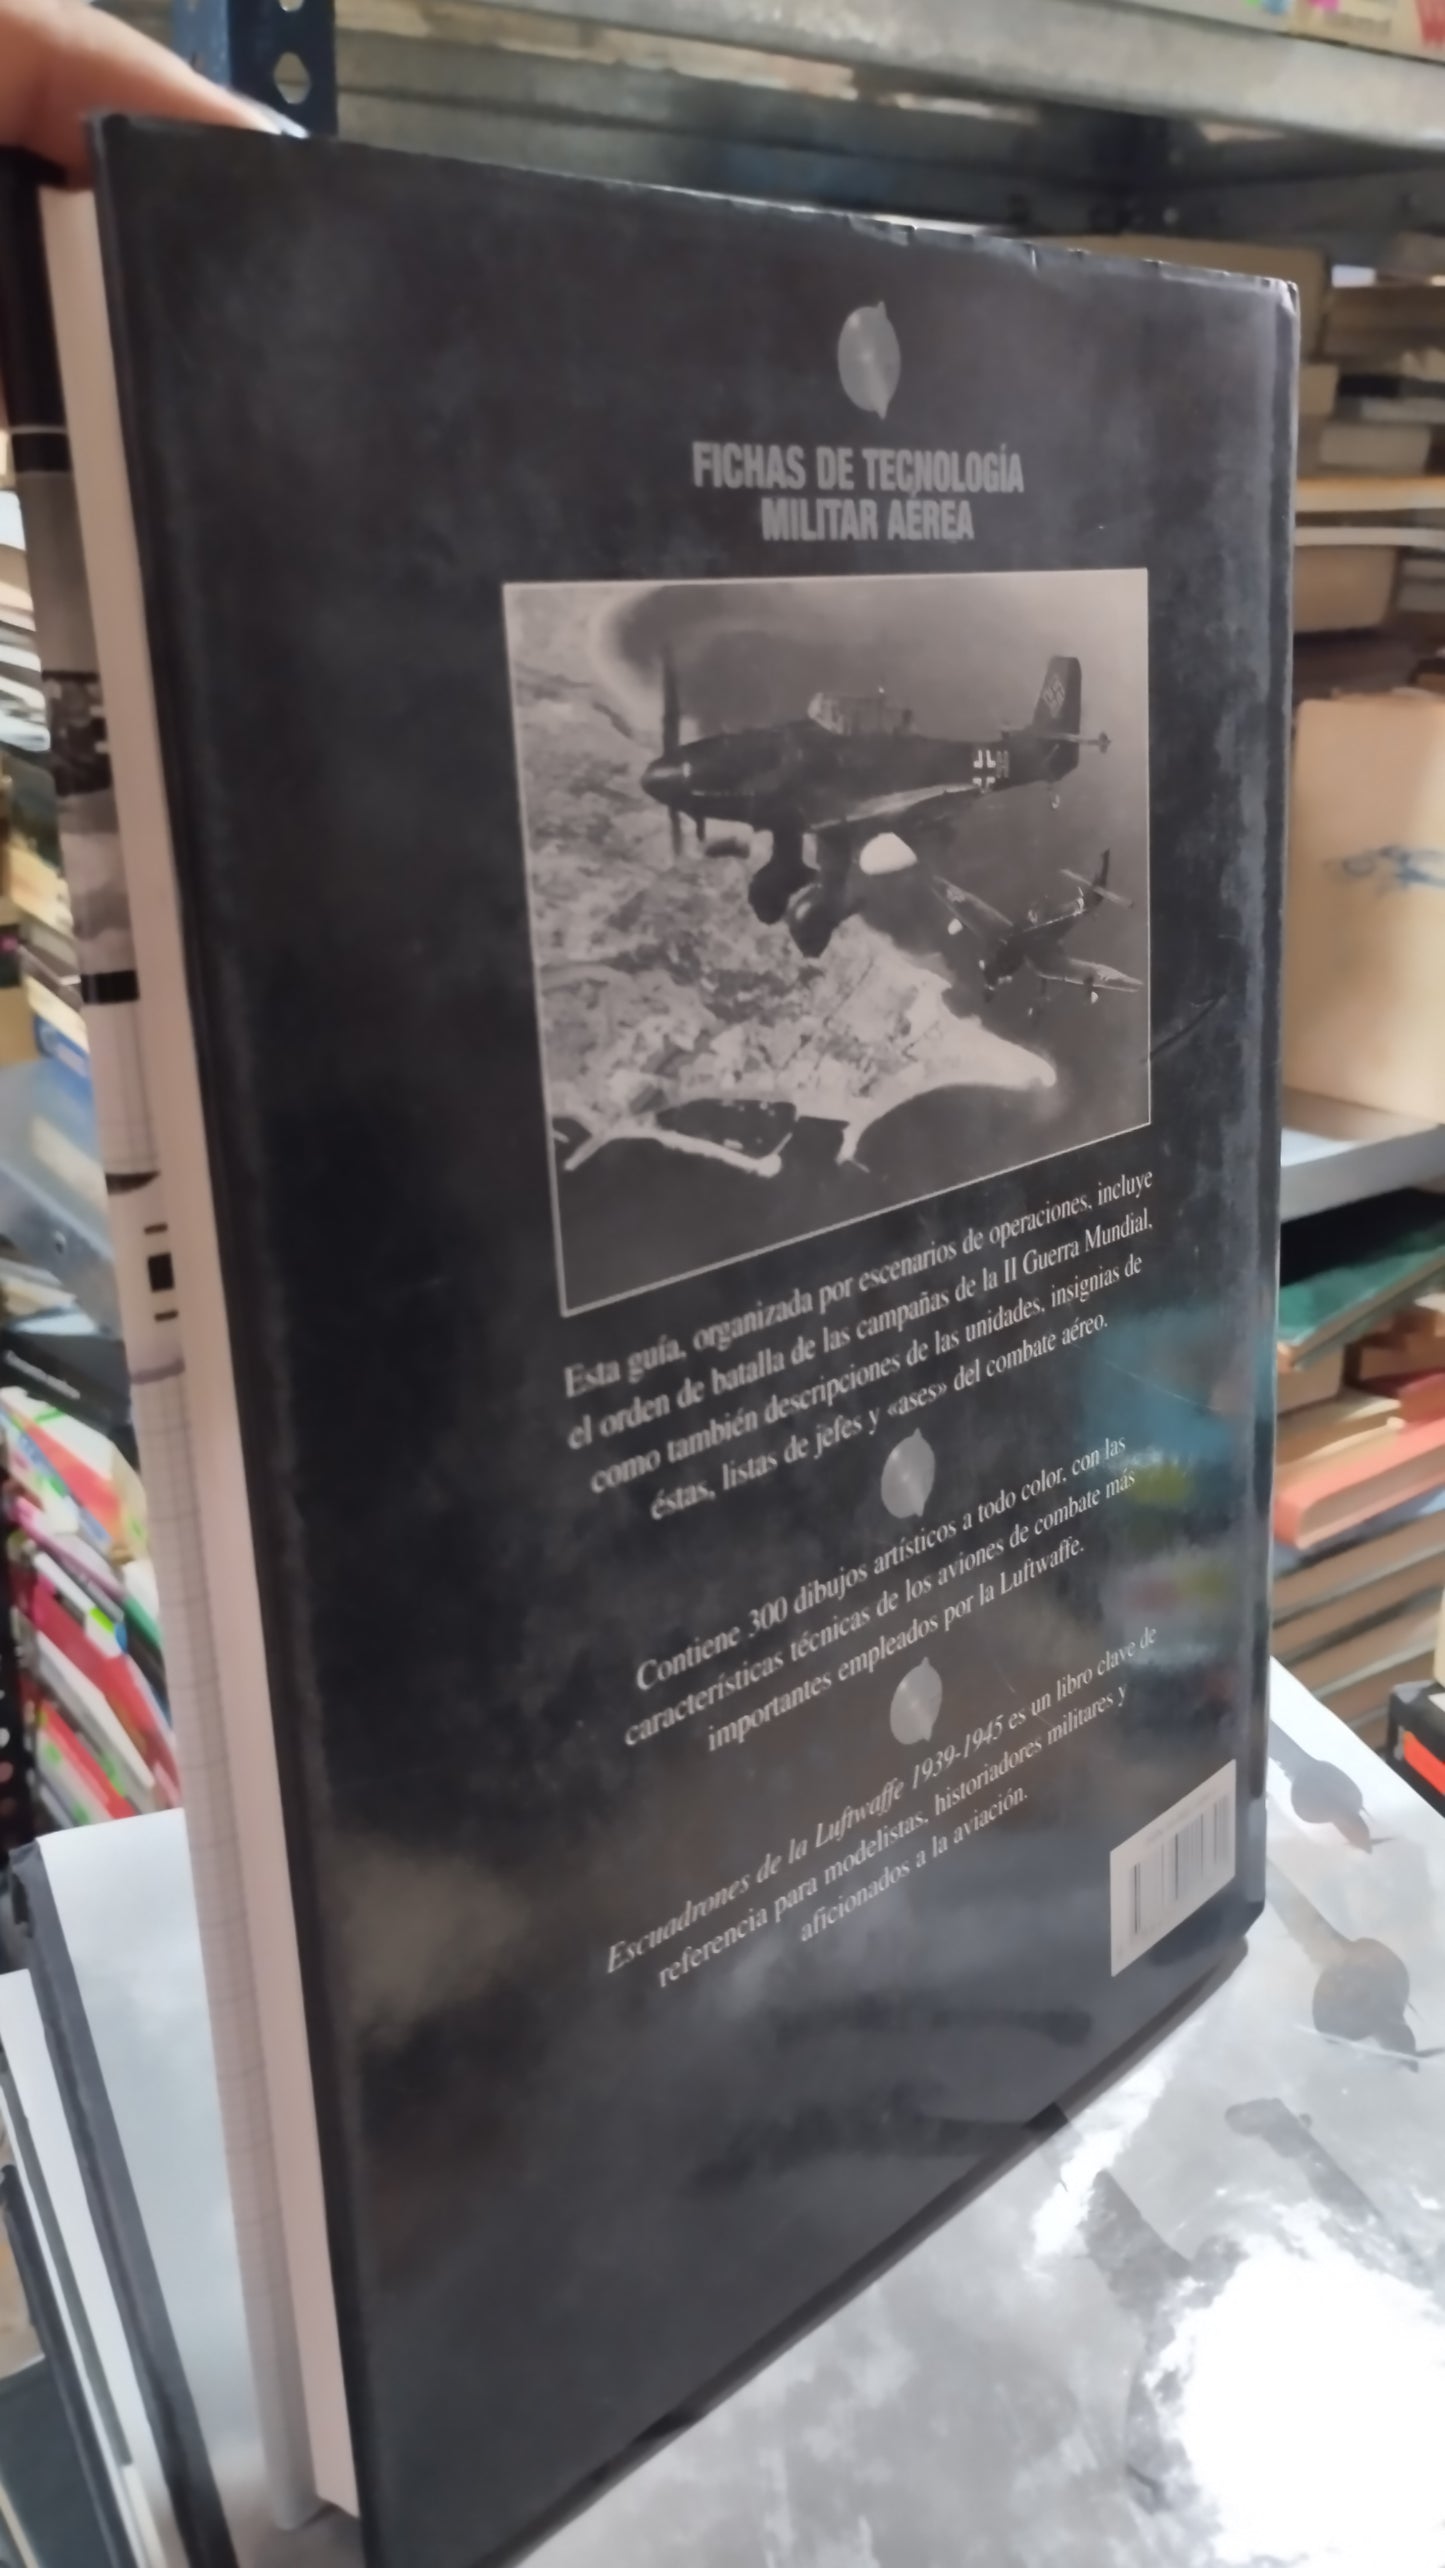 FICHAS DE TECNOLOGÍA
MILITAR AÉREA
Esta guía, organizada por escenarios de operaciones, incluye
el orden de batalla de las campañas de la II Guerra Mundial,
como también descripciones de las unidades, insignias de
éstas, listas de jefes y «ases» del combate aéreo.
Contiene 300 dibujos artísticos a todo color, con las
características técnicas de los aviones de combate más
importantes empleados por la Luftwaffe.
Escuadrones de la Luftwaffe 1939-1945 es un libro clave de
referencia para modelistas, historiadores militares y
aficionados a la aviación.